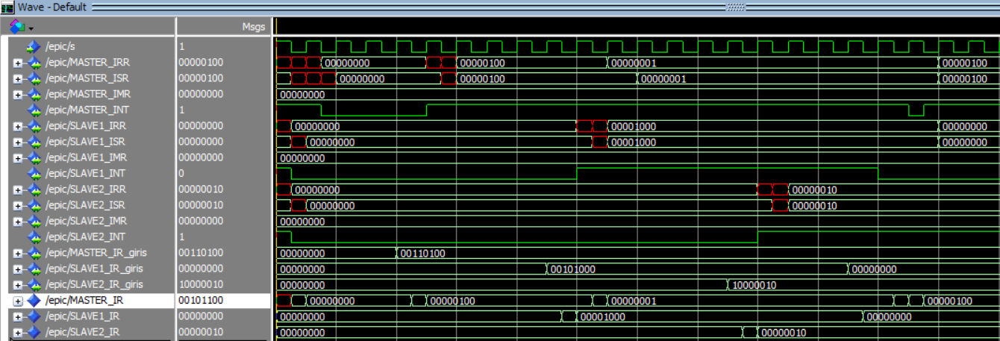 Wave - Default
Msgs
/epic/s 1
/epic/MASTER_IRR 00000100 00000000 00000100 00000001 00000100
/epic/MASTER_ISR 00000100 00000000 00000100 00000001 00000100
/epic/MASTER_IMR 00000000 00000000
/epic/MASTER_INT 1
/epic/SLAVE1_IRR 00000000 00000000 00001000 00000000
/epic/SLAVE1_ISR 00000000 00000000 00001000 00000000
/epic/SLAVE1_IMR 00000000 00000000
/epic/SLAVE1_INT 0
/epic/SLAVE2_IRR 00000010 00000000 00000010
/epic/SLAVE2_ISR 00000010 00000000 00000010
/epic/SLAVE2_IMR 00000000 00000000
/epic/SLAVE2_INT 1
/epic/MASTER_IR_giris 00110100 00000000 00110100
/epic/SLAVE1_IR_giris 00000000 00000000 00101000 00000000
/epic/SLAVE2_IR_giris 10000010 00000000 10000010
/epic/MASTER_IR 00101100 00000000 00000100 00000001 00000100
/epic/SLAVE1_IR 00000000 00000000 00001000 00000000
/epic/SLAVE2_IR 00000010 00000000 00000010